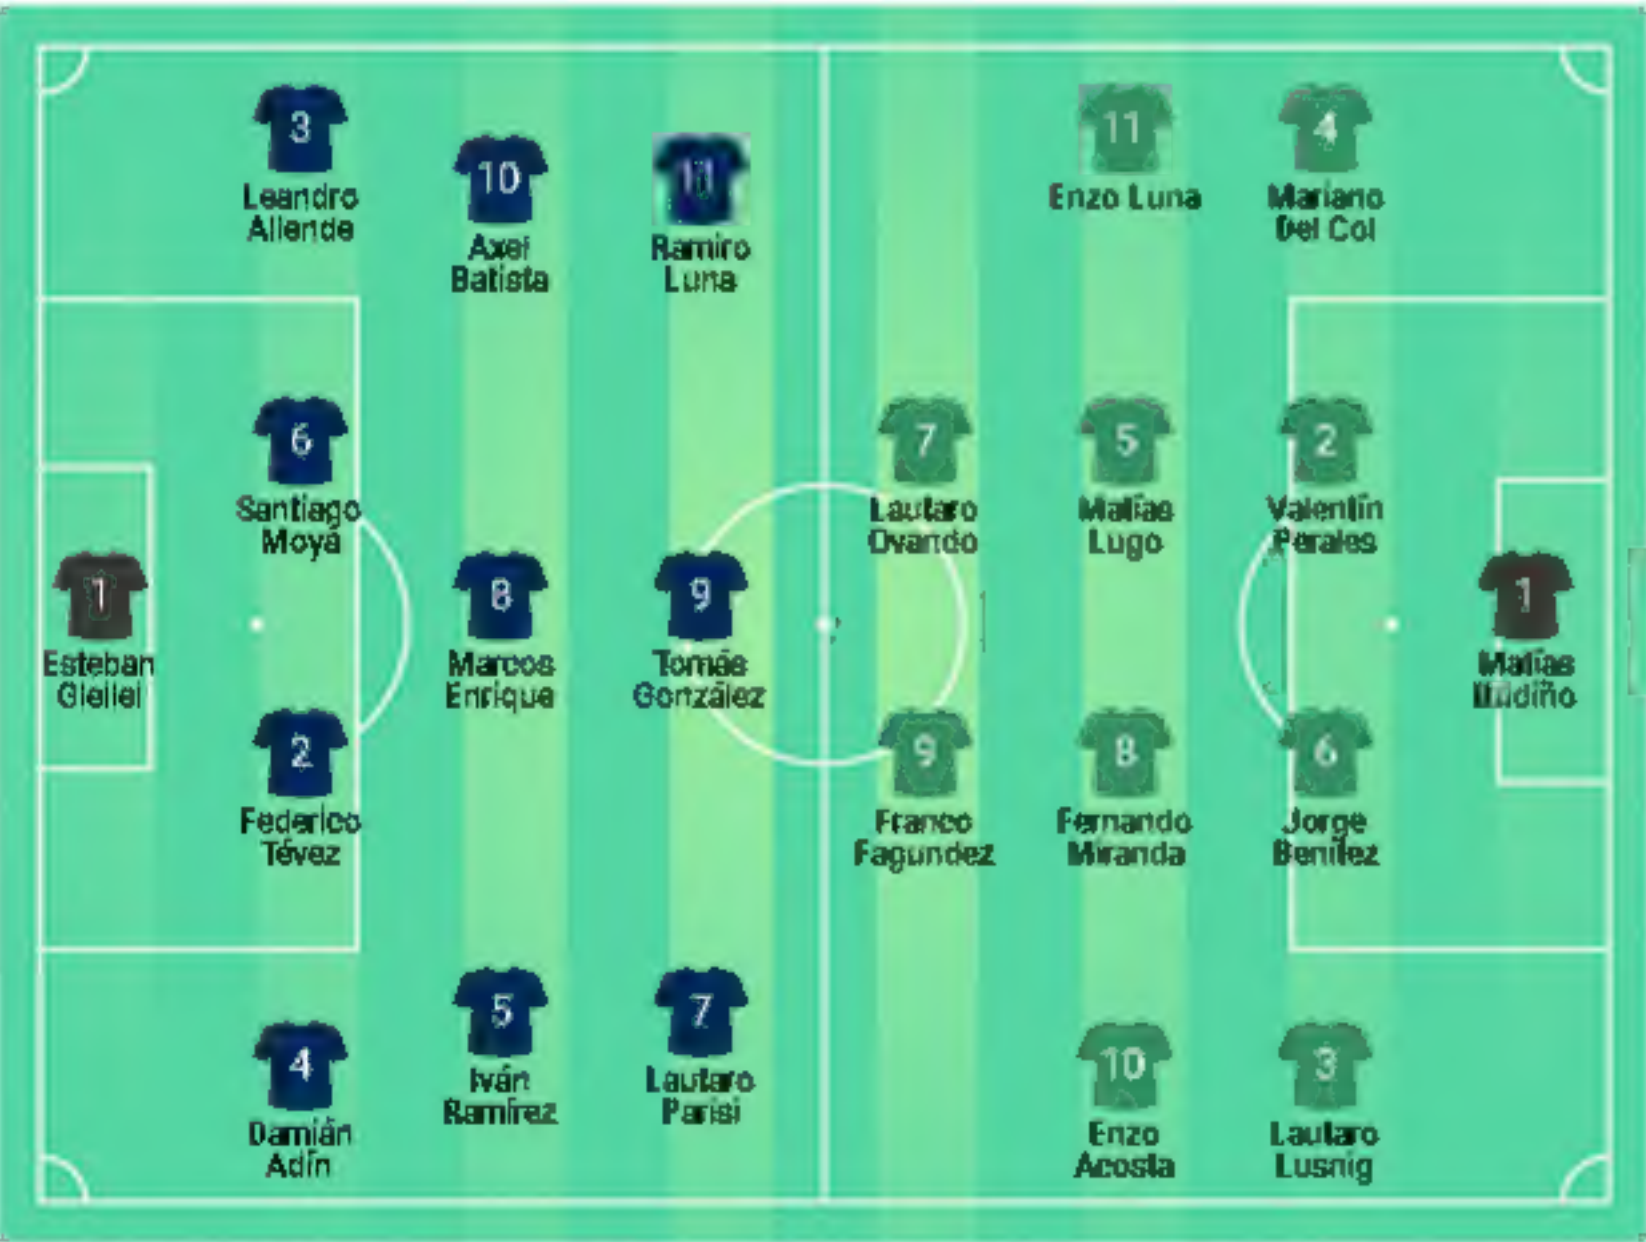 3
Leandro
Allende
10
Axel
Batista
11
Ramiro
Luna
6
Santiago
Moyá
1
Esteban
8
Marcos
Enrique
9
Tomás
González
2
Federico
Tévez
5
Iván
Ramírez
7
Lautaro
Parisi
4
Damián
Adín
11
Enzo Luna
4
Mariano
Del Col
7
Lautaro
Ovando
5
Matías
Lugo
2
Valentín
Perales
1
Matías
9
Franco
Fagundez
8
Fernando
Miranda
6
Jorge
Benítez
10
Enzo
Acosta
3
Lautaro
Lusnig